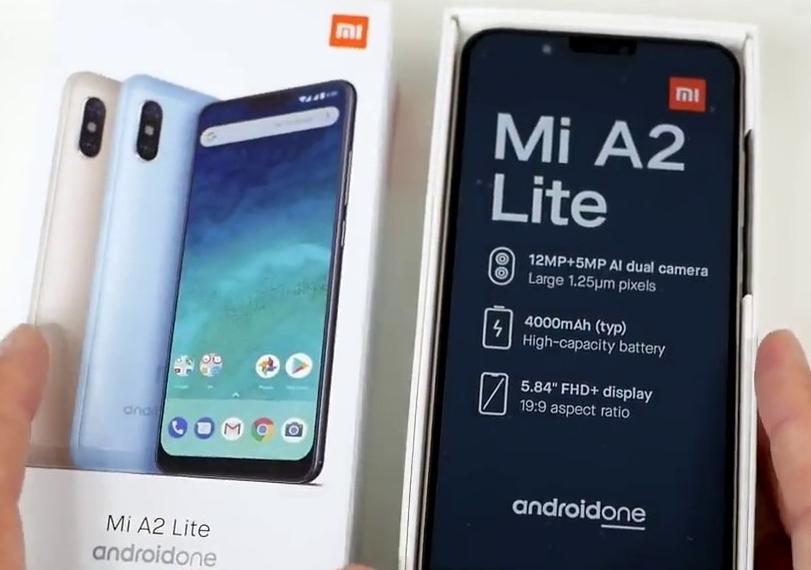 mi
Mi A2 Lite
androidone
mi
Mi A2
Lite
12MP+5MP AI dual camera
Large 1.25μm pixels
4000mAh (typ)
High-capacity battery
5.84" FHD+ display
19:9 aspect ratio
androidone